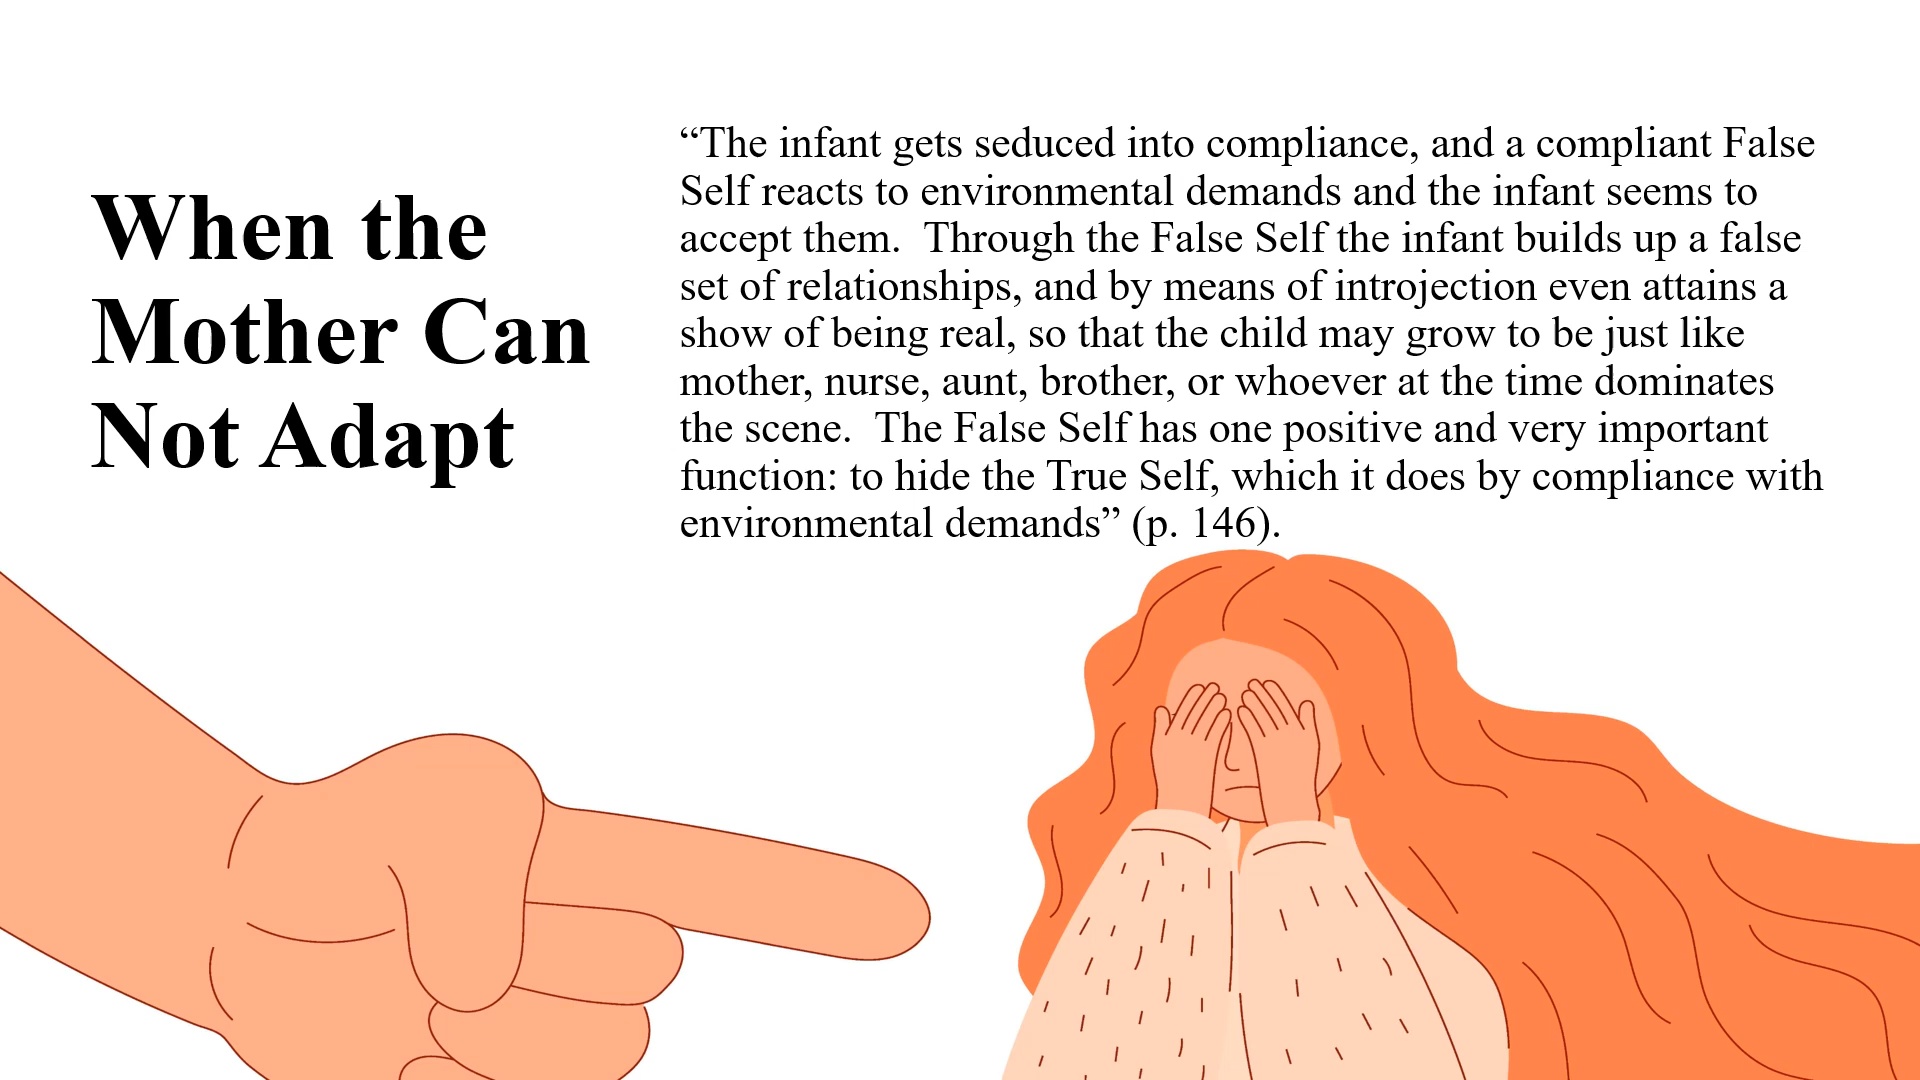 When the
Mother Can
Not Adapt
“The infant gets seduced into compliance, and a compliant False
Self reacts to environmental demands and the infant seems to
accept them.  Through the False Self the infant builds up a false
set of relationships, and by means of introjection even attains a
show of being real, so that the child may grow to be just like
mother, nurse, aunt, brother, or whoever at the time dominates
the scene.  The False Self has one positive and very important
function: to hide the True Self, which it does by compliance with
environmental demands” (p. 146).